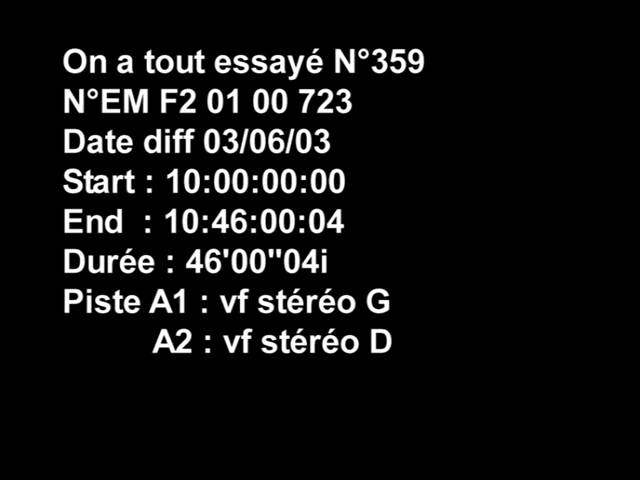 On a tout essayé N°359
N°EM F2 01 00 723
Date diff 03/06/03
Start : 10:00:00:00
End : 10:46:00:04
Durée : 46'00"04i
Piste A1 : vf stéréo G
A2 : vf stéréo D